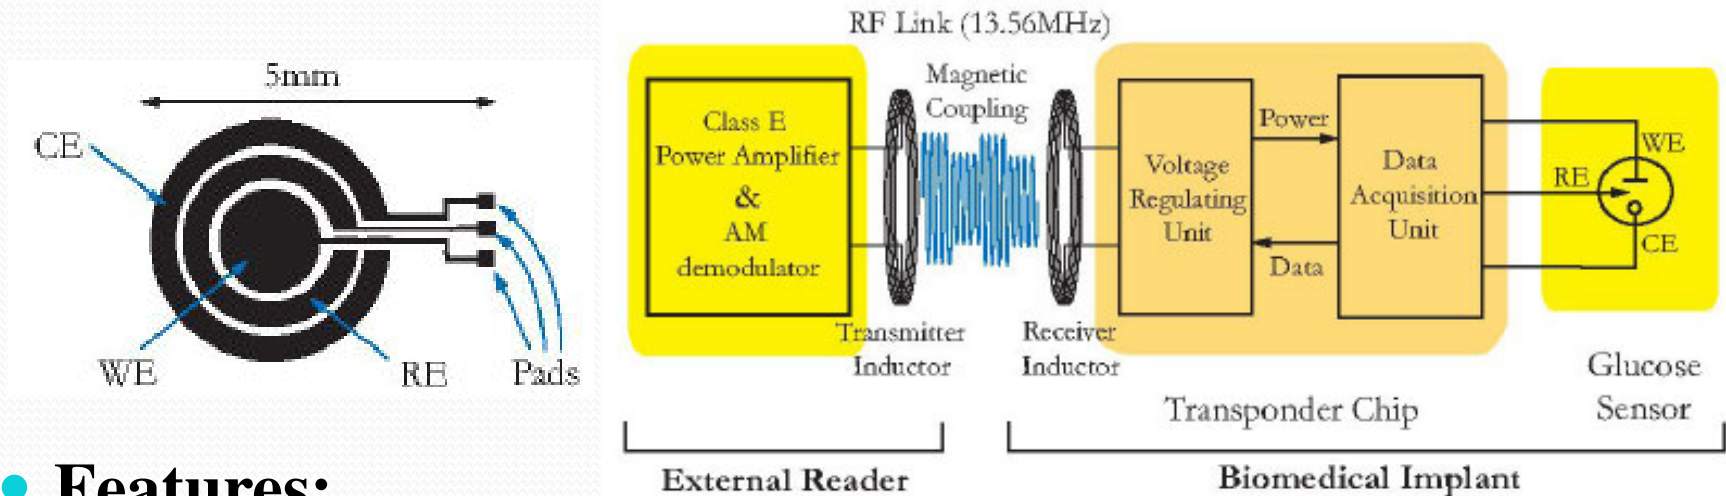 5mm
CE
WE
RE
Pads
RF Link (13.56MHz)
Magnetic
Coupling
Class E
Power Amplifier
&
AM
demodulator
Transmitter
Inductor
Receiver
Inductor
Voltage
Regulating
Unit
Power
Data
Data
Acquisition
Unit
WE
RE
CE
Glucose
Sensor
Transponder Chip
External Reader
Biomedical Implant
• Features: